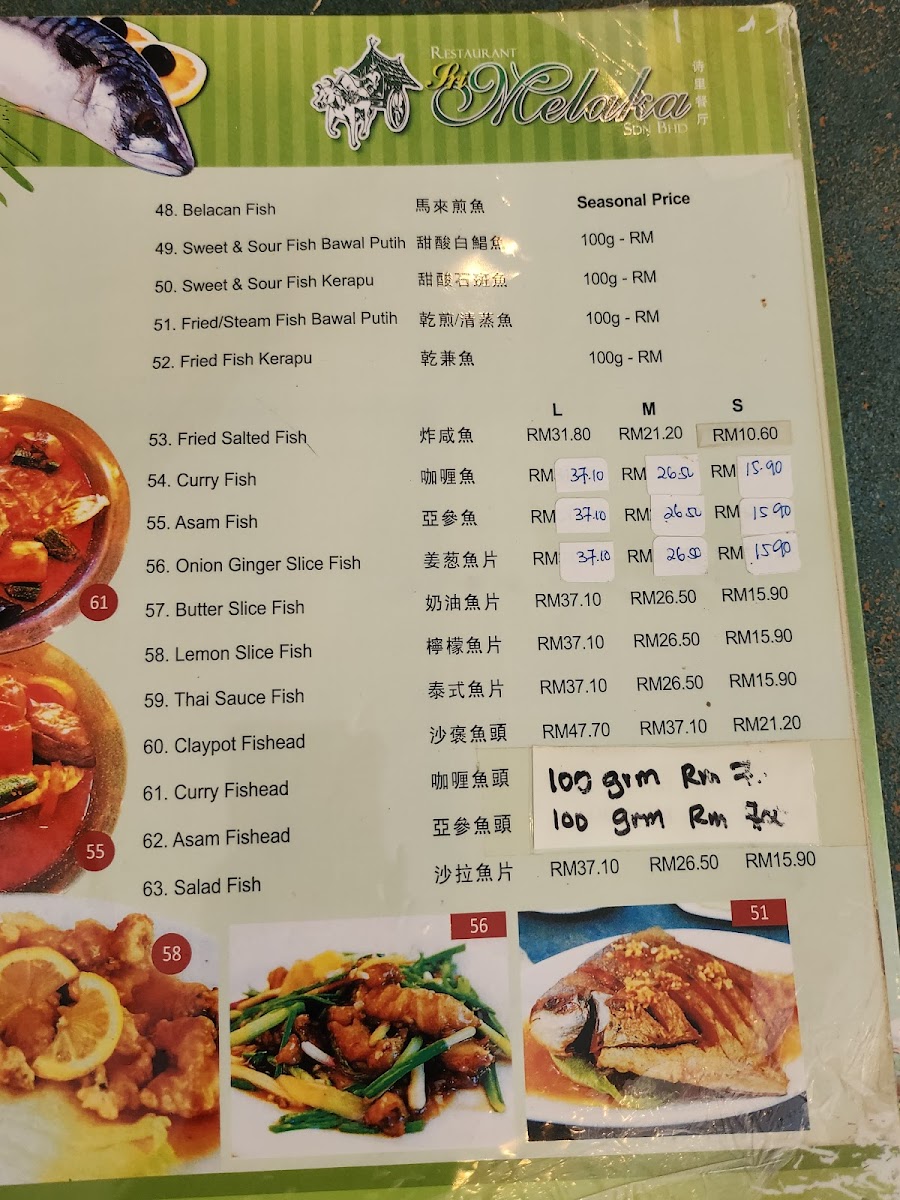 RESTAURANT
Sri Melaka
SDN BHD
48. Belacan Fish 馬來煎魚 Seasonal Price
49. Sweet & Sour Fish Bawal Putih 甜酸白鯧魚 100g - RM
50. Sweet & Sour Fish Kerapu 甜酸石斑魚 100g - RM
51. Fried/Steam Fish Bawal Putih 乾煎/清蒸魚 100g - RM
52. Fried Fish Kerapu 乾兼魚 100g - RM
L M S
53. Fried Salted Fish 炸咸魚 RM31.80 RM21.20 RM10.60
54. Curry Fish 咖喱魚 RM 37.10 RM 26.50 RM 15.90
55. Asam Fish 亞參魚 RM 37.10 RM 26.50 RM 15.90
56. Onion Ginger Slice Fish 姜葱魚片 RM 37.10 RM 26.50 RM 15.90
57. Butter Slice Fish 奶油魚片 RM37.10 RM26.50 RM15.90
58. Lemon Slice Fish 檸檬魚片 RM37.10 RM26.50 RM15.90
59. Thai Sauce Fish 泰式魚片 RM37.10 RM26.50 RM15.90
60. Claypot Fishead 沙褒魚頭 RM47.70 RM37.10 RM21.20
61. Curry Fishead 咖喱魚頭 100 grm Rm
62. Asam Fishead 亞參魚頭 100 grm Rm
63. Salad Fish 沙拉魚片 RM37.10 RM26.50 RM15.90
61
55
58
56
51